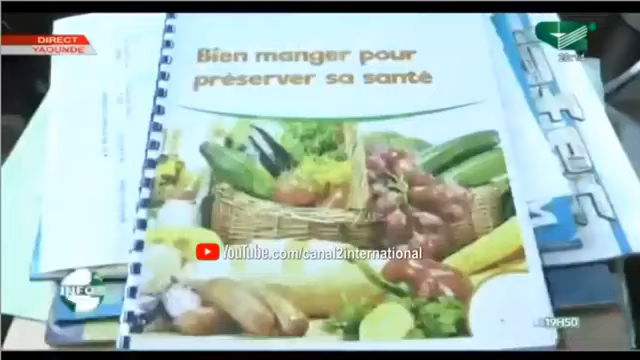 DIRECT
YAOUNDE
Bien manger pour
préserver sa santé
YouTube.com/canal2international
INFO
19H50